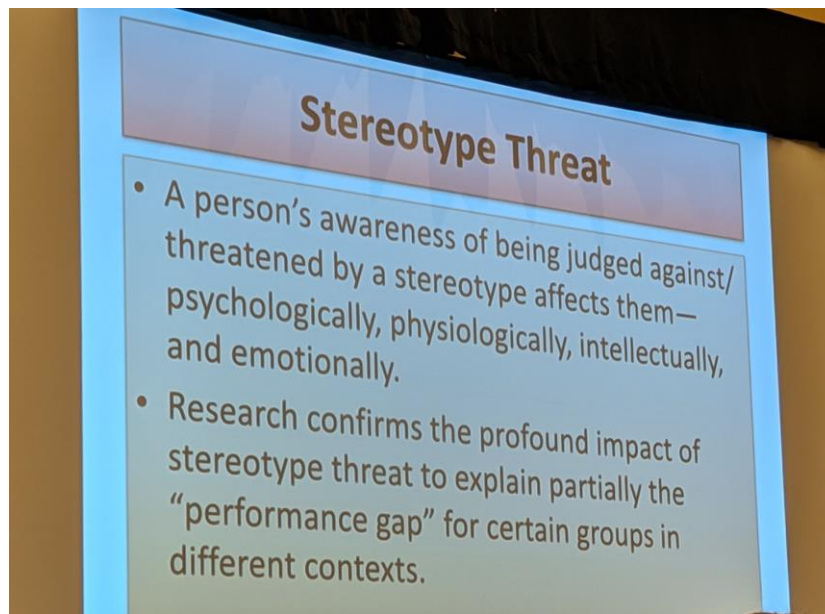 Stereotype Threat
• A person's awareness of being judged against/
threatened by a stereotype affects them—
psychologically, physiologically, intellectually,
and emotionally.
• Research confirms the profound impact of
stereotype threat to explain partially the
“performance gap” for certain groups in
different contexts.